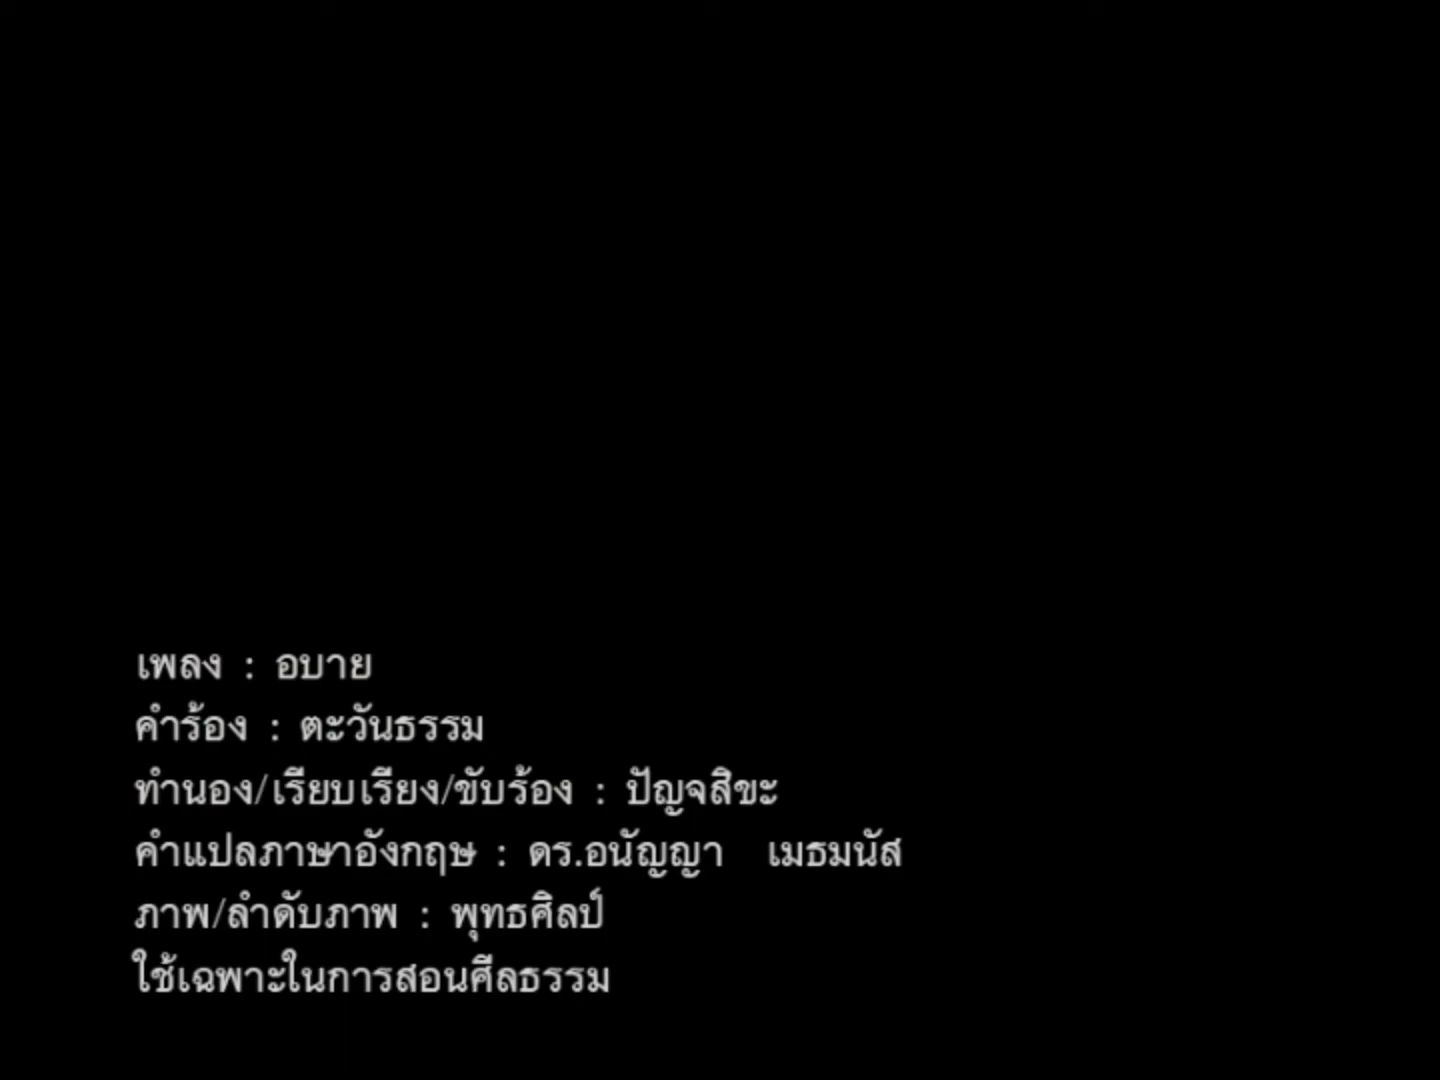 เพลง : อบาย
คำร้อง : ตะวันธรรม
ทำนอง/เรียบเรียง/ขับร้อง : ปัญจสิขะ
คำแปลภาษาอังกฤษ : ดร.อนัญญา เมธมนัส
ภาพ/ลำดับภาพ : พุทธศิลป์
ใช้เฉพาะในการสอนศีลธรรม